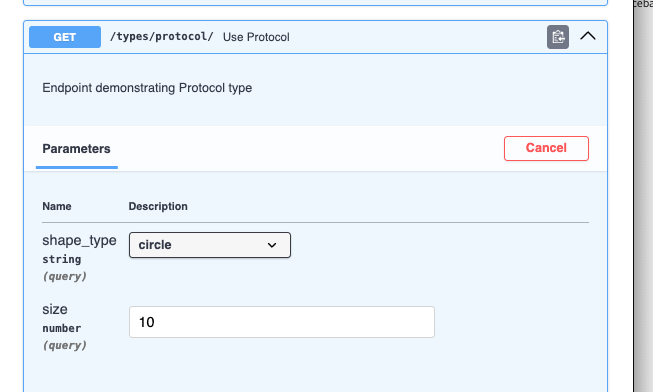 GET /types/protocol/ Use Protocol
Endpoint demonstrating Protocol type
Parameters Cancel
Name Description
shape_type circle
string
(query)
size
number 10
(query)